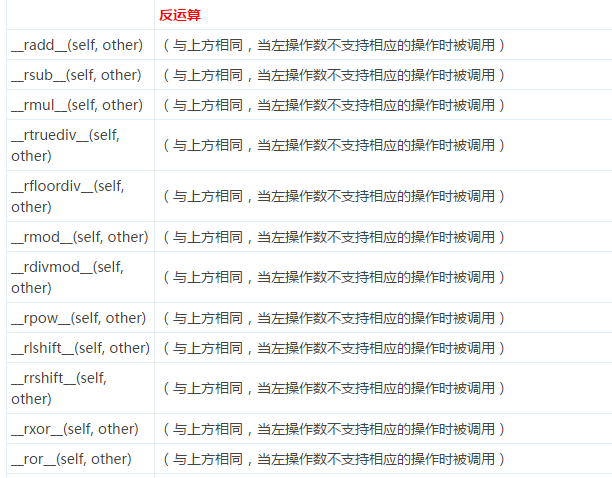 反运算
__radd__(self, other) （与上方相同，当左操作数不支持相应的操作时被调用）
__rsub__(self, other) （与上方相同，当左操作数不支持相应的操作时被调用）
__rmul__(self, other) （与上方相同，当左操作数不支持相应的操作时被调用）
__rtruediv__(self,
other) （与上方相同，当左操作数不支持相应的操作时被调用）
__rfloordiv__(self,
other) （与上方相同，当左操作数不支持相应的操作时被调用）
__rmod__(self, other) （与上方相同，当左操作数不支持相应的操作时被调用）
__rdivmod__(self,
other) （与上方相同，当左操作数不支持相应的操作时被调用）
__rpow__(self, other) （与上方相同，当左操作数不支持相应的操作时被调用）
__rlshift__(self, other) （与上方相同，当左操作数不支持相应的操作时被调用）
__rrshift__(self,
other) （与上方相同，当左操作数不支持相应的操作时被调用）
__rxor__(self, other) （与上方相同，当左操作数不支持相应的操作时被调用）
__ror__(self, other) （与上方相同，当左操作数不支持相应的操作时被调用）